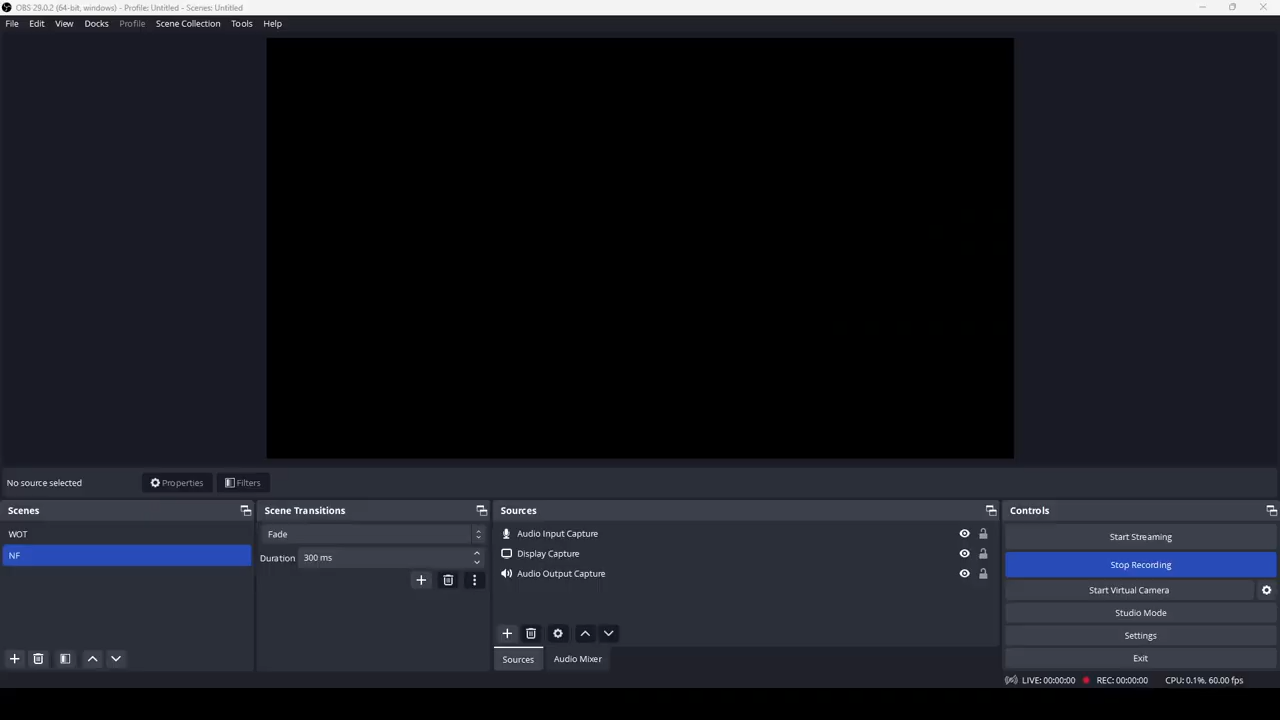 OBS 29.0.2 (64-bit, windows) - Profile: Untitled - Scenes: Untitled
File Edit View Docks Profile Scene Collection Tools Help
No source selected Properties Filters
Scenes
WOT
NF
Scene Transitions
Fade
Duration 300 ms
Sources
Audio Input Capture
Display Capture
Audio Output Capture
Sources Audio Mixer
Controls
Start Streaming
Stop Recording
Start Virtual Camera
Studio Mode
Settings
Exit
LIVE: 00:00:00 REC: 00:00:00 CPU: 0.1%, 60.00 fps